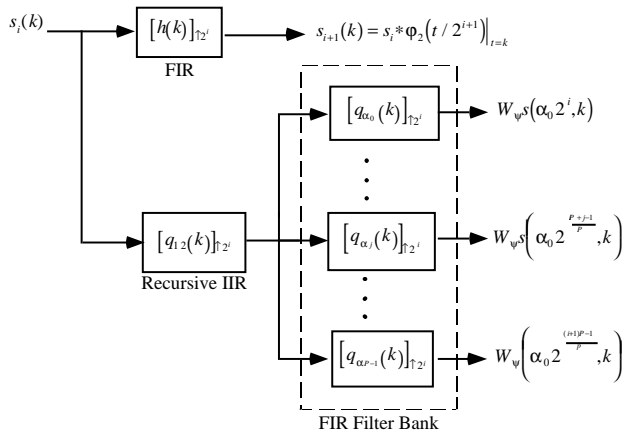 s_i(k)
[h(k)]_{↑2^i}
FIR
s_{i+1}(k) = s_i * φ_2(t / 2^{i+1})|_{t=k}
[q_{α_0}(k)]_{↑2^i}
W_ψ s(α_0 2^i, k)
[q_{12}(k)]_{↑2^i}
Recursive IIR
[q_{α_j}(k)]_{↑2^i}
W_ψ s(α_0 2^{\frac{P+j-1}{P}}, k)
[q_{α_{P-1}}(k)]_{↑2^i}
W_ψ(α_0 2^{\frac{(i+1)P-1}{P}}, k)
FIR Filter Bank